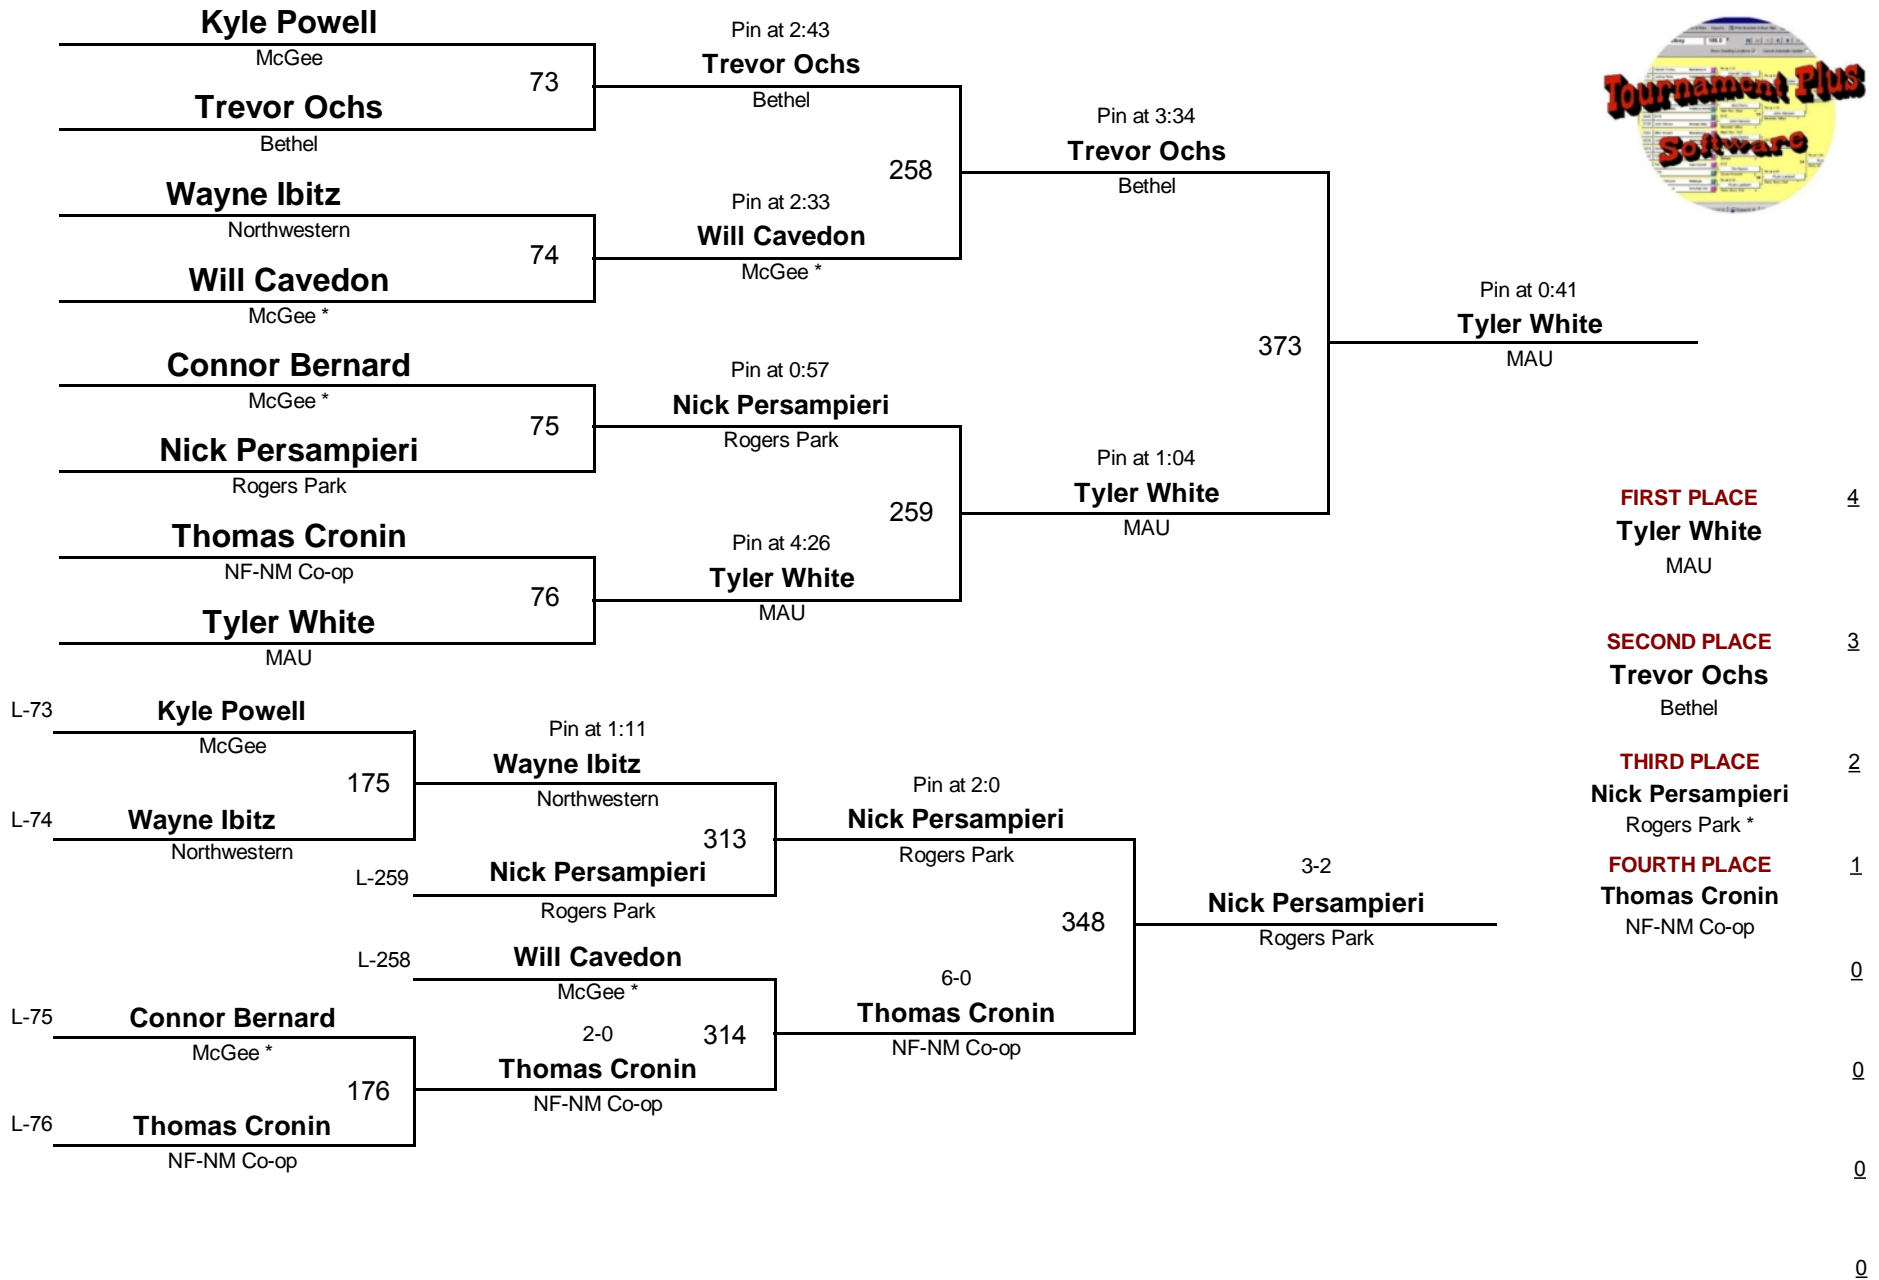 Kyle Powell
McGee
73
Trevor Ochs
Bethel
Pin at 2:43
Trevor Ochs
Bethel
Wayne Ibitz
Northwestern
74
Will Cavedon
McGee *
Pin at 2:33
Will Cavedon
McGee *
258
Pin at 3:34
Trevor Ochs
Bethel
Connor Bernard
McGee *
75
Nick Persampieri
Rogers Park
Pin at 0:57
Nick Persampieri
Rogers Park
Thomas Cronin
NF-NM Co-op
76
Tyler White
MAU
Pin at 4:26
Tyler White
MAU
259
Pin at 1:04
Tyler White
MAU
373
Pin at 0:41
Tyler White
MAU
Tournament Plus
Software
FIRST PLACE 4
Tyler White
MAU
SECOND PLACE 3
Trevor Ochs
Bethel
THIRD PLACE 2
Nick Persampieri
Rogers Park *
FOURTH PLACE 1
Thomas Cronin
NF-NM Co-op
0
0
0
0
L-73 Kyle Powell
McGee
175
L-74 Wayne Ibitz
Northwestern
Pin at 1:11
Wayne Ibitz
Northwestern
313
L-259 Nick Persampieri
Rogers Park
Pin at 2:0
Nick Persampieri
Rogers Park
L-258 Will Cavedon
McGee *
L-75 Connor Bernard
McGee *
176
L-76 Thomas Cronin
NF-NM Co-op
2-0
Thomas Cronin
NF-NM Co-op
314
6-0
Thomas Cronin
NF-NM Co-op
348
3-2
Nick Persampieri
Rogers Park